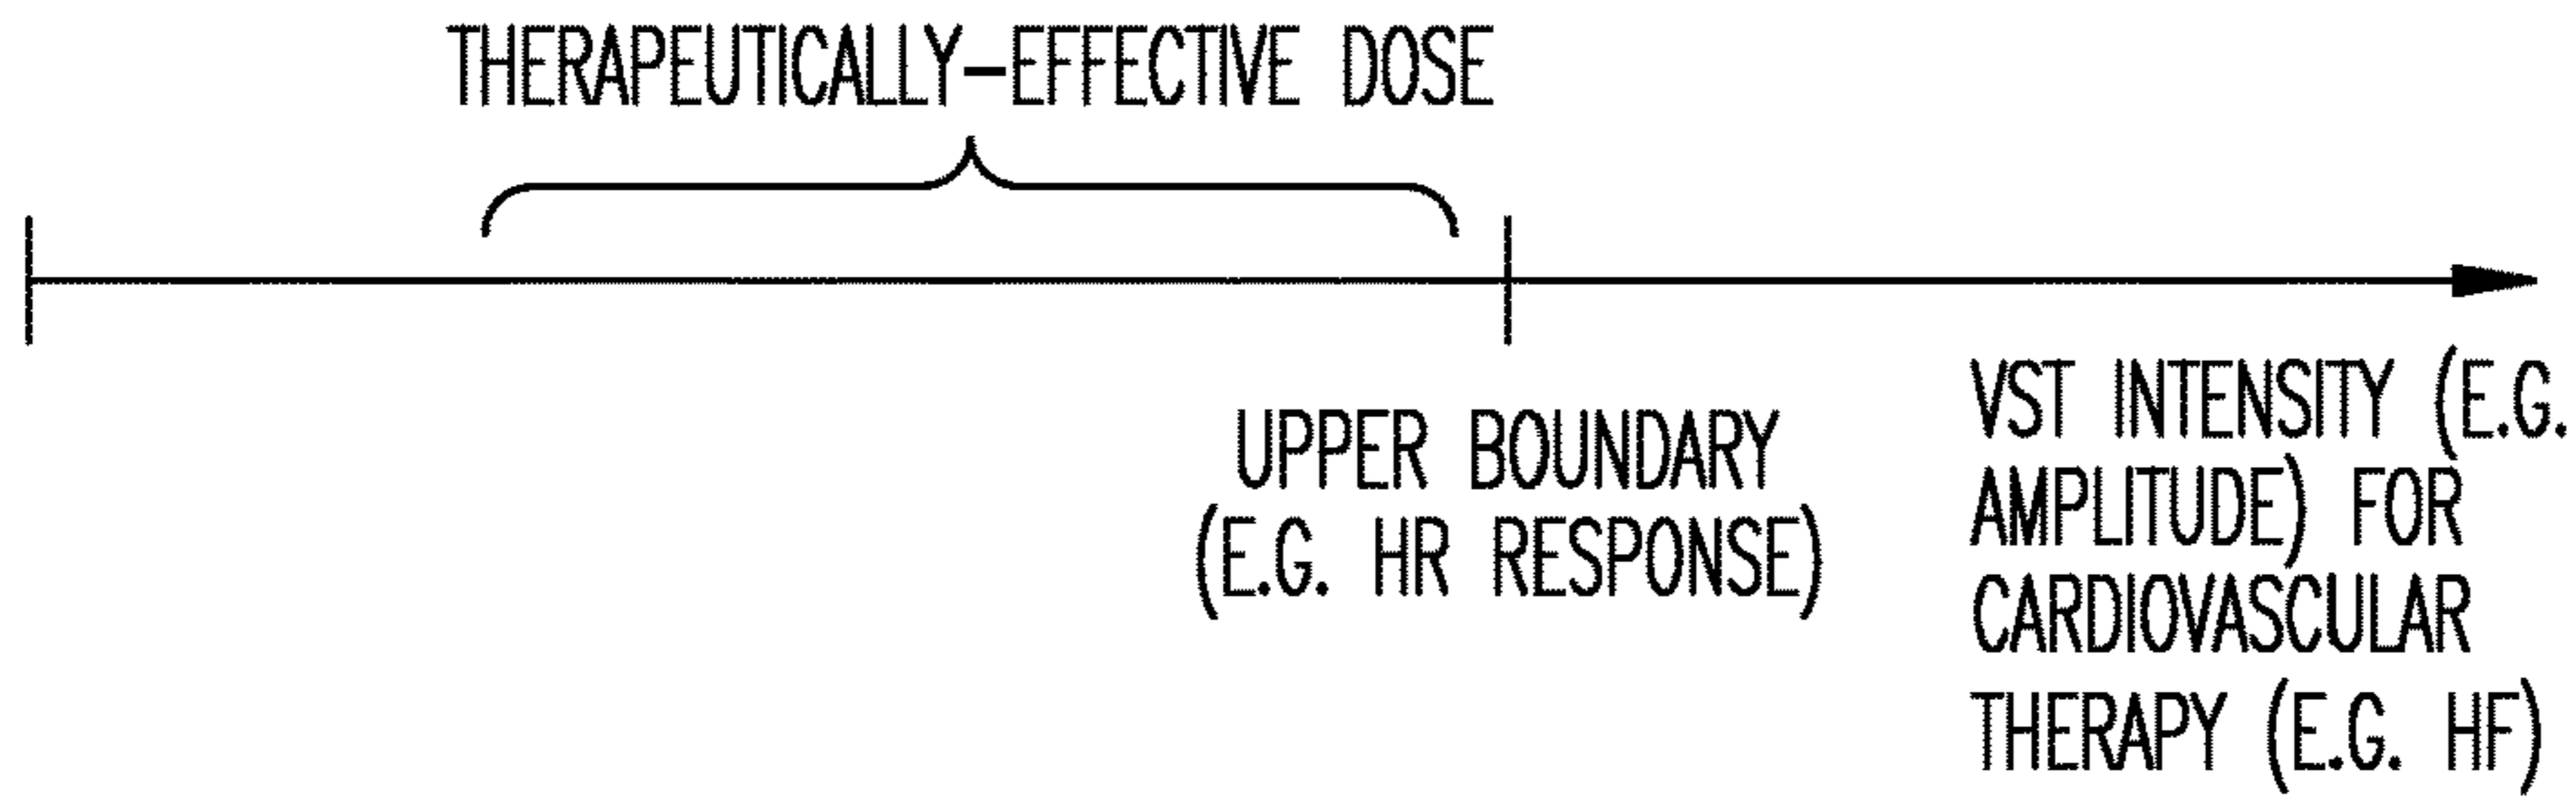 THERAPEUTICALLY-EFFECTIVE DOSE
UPPER BOUNDARY
(E.G. HR RESPONSE)
VST INTENSITY (E.G.
AMPLITUDE) FOR
CARDIOVASCULAR
THERAPY (E.G. HF)